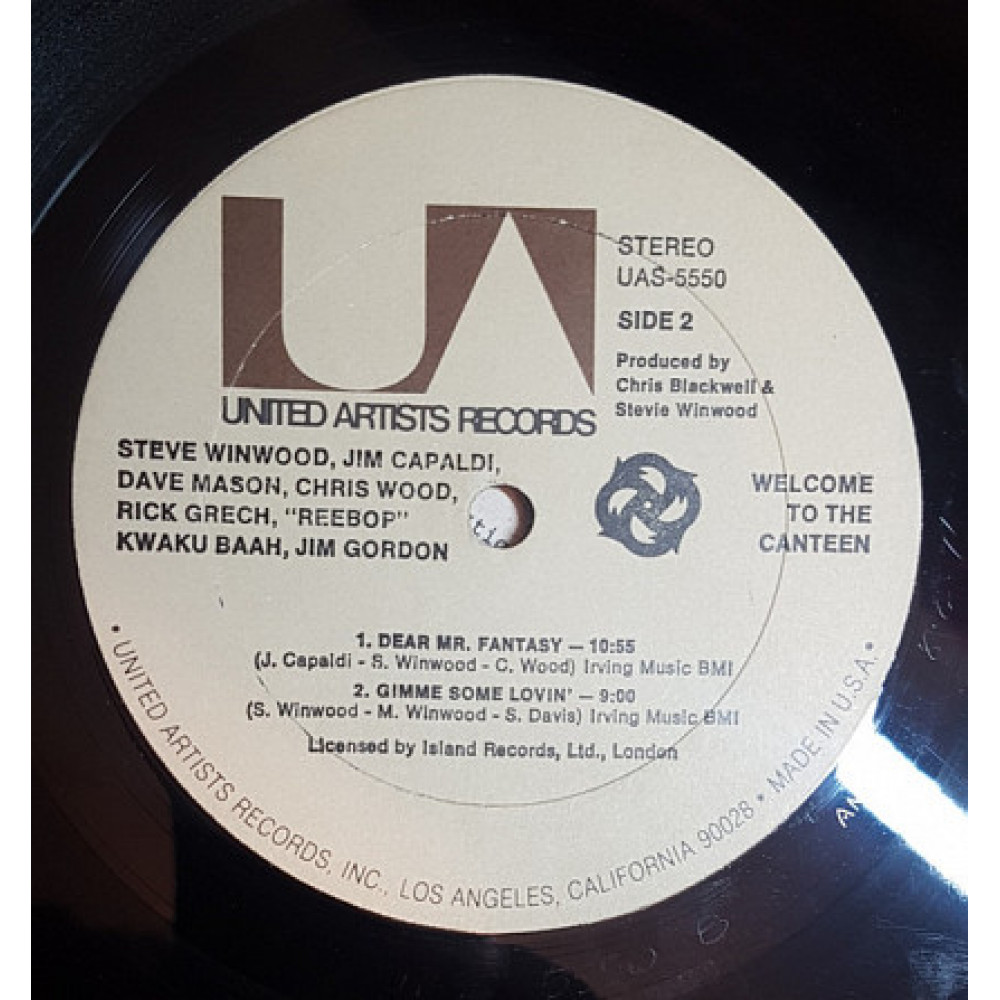 STEREO
UAS-5550
SIDE 2
Produced by
Chris Blackwell &
Stevie Winwood
UA
UNITED ARTISTS RECORDS
STEVE WINWOOD, JIM CAPALDI,
DAVE MASON, CHRIS WOOD,
RICK GRECH, "REEBOP"
KWAKU BAAH, JIM GORDON
WELCOME
TO THE
CANTEEN
1. DEAR MR. FANTASY — 10:55
(J. Capaldi - S. Winwood - C. Wood) Irving Music BMI
2. GIMME SOME LOVIN' — 9:00
(S. Winwood - M. Winwood - S. Davis) Irving Music BMI
Licensed by Island Records, Ltd., London
• UNITED ARTISTS RECORDS, INC., LOS ANGELES, CALIFORNIA 90028 • MADE IN U.S.A. •